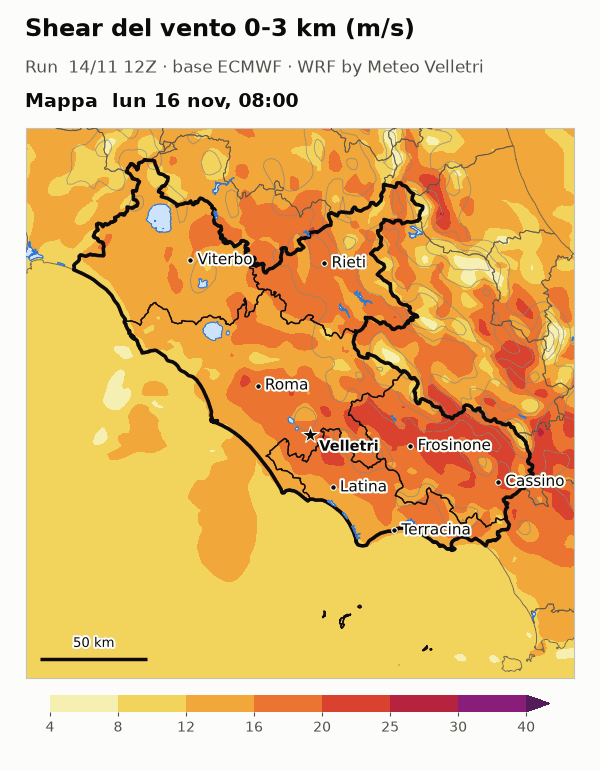 Shear del vento 0-3 km (m/s)
Run  14/11 12Z · base ECMWF · WRF by Meteo Velletri
Mappa  lun 16 nov, 08:00
Viterbo
Rieti
Roma
Velletri
Frosinone
Cassino
Latina
Terracina
50 km
4 8 12 16 20 25 30 40